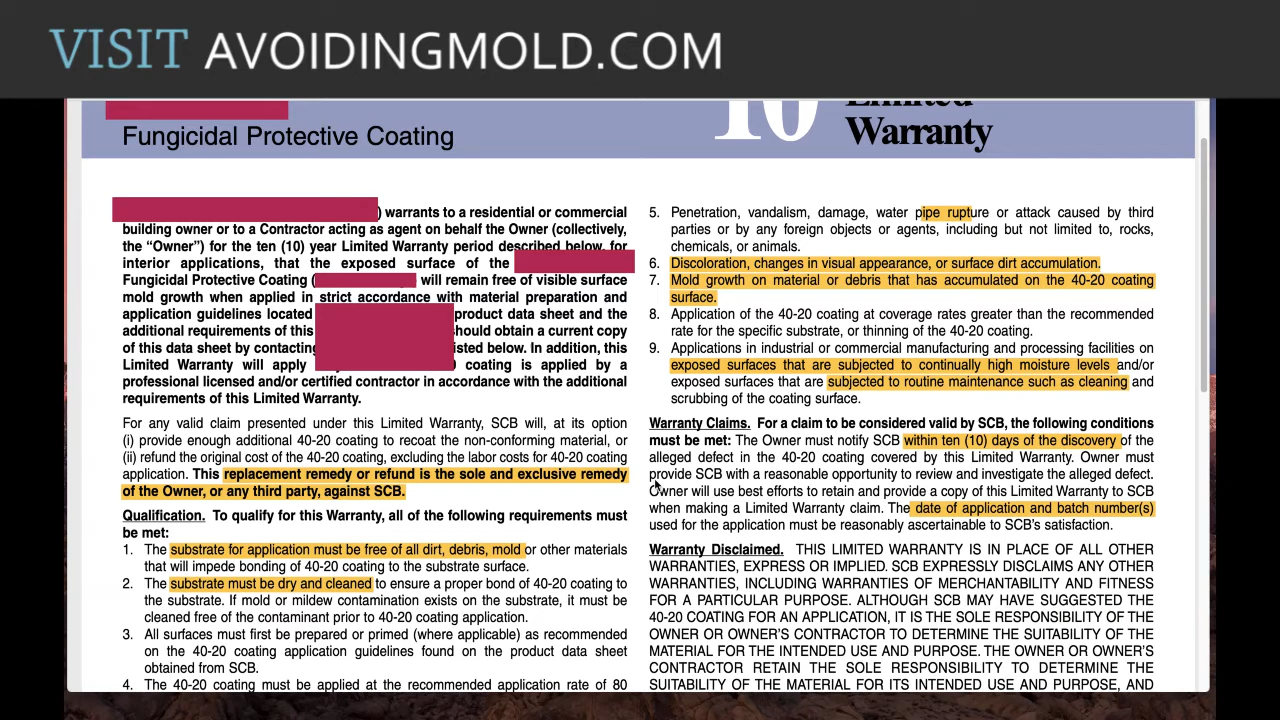 VISIT AVOIDINGMOLD.COM
10
Limited
Warranty
Fungicidal Protective Coating
) warrants to a residential or commercial
building owner or to a Contractor acting as agent on behalf the Owner (collectively,
the “Owner”) for the ten (10) year Limited Warranty period described below, for
interior applications, that the exposed surface of the
Fungicidal Protective Coating ( will remain free of visible surface
mold growth when applied in strict accordance with material preparation and
application guidelines located product data sheet and the
additional requirements of this should obtain a current copy
of this data sheet by contacting listed below. In addition, this
Limited Warranty will apply coating is applied by a
professional licensed and/or certified contractor in accordance with the additional
requirements of this Limited Warranty.
For any valid claim presented under this Limited Warranty, SCB will, at its option
(i) provide enough additional 40-20 coating to recoat the non-conforming material, or
(ii) refund the original cost of the 40-20 coating, excluding the labor costs for 40-20 coating
application. This replacement remedy or refund is the sole and exclusive remedy
of the Owner, or any third party, against SCB.
Qualification. To qualify for this Warranty, all of the following requirements must
be met:
1. The substrate for application must be free of all dirt, debris, mold or other materials
that will impede bonding of 40-20 coating to the substrate surface.
2. The substrate must be dry and cleaned to ensure a proper bond of 40-20 coating to
the substrate. If mold or mildew contamination exists on the substrate, it must be
cleaned free of the contaminant prior to 40-20 coating application.
3. All surfaces must first be prepared or primed (where applicable) as recommended
on the 40-20 coating application guidelines found on the product data sheet
obtained from SCB.
4. The 40-20 coating must be applied at the recommended application rate of 80
5. Penetration, vandalism, damage, water pipe rupture or attack caused by third
parties or by any foreign objects or agents, including but not limited to, rocks,
chemicals, or animals.
6. Discoloration, changes in visual appearance, or surface dirt accumulation.
7. Mold growth on material or debris that has accumulated on the 40-20 coating
surface.
8. Application of the 40-20 coating at coverage rates greater than the recommended
rate for the specific substrate, or thinning of the 40-20 coating.
9. Applications in industrial or commercial manufacturing and processing facilities on
exposed surfaces that are subjected to continually high moisture levels and/or
exposed surfaces that are subjected to routine maintenance such as cleaning and
scrubbing of the coating surface.
Warranty Claims. For a claim to be considered valid by SCB, the following conditions
must be met: The Owner must notify SCB within ten (10) days of the discovery of the
alleged defect in the 40-20 coating covered by this Limited Warranty. Owner must
provide SCB with a reasonable opportunity to review and investigate the alleged defect.
Owner will use best efforts to retain and provide a copy of this Limited Warranty to SCB
when making a Limited Warranty claim. The date of application and batch number(s)
used for the application must be reasonably ascertainable to SCB’s satisfaction.
Warranty Disclaimed. THIS LIMITED WARRANTY IS IN PLACE OF ALL OTHER
WARRANTIES, EXPRESS OR IMPLIED. SCB EXPRESSLY DISCLAIMS ANY OTHER
WARRANTIES, INCLUDING WARRANTIES OF MERCHANTABILITY AND FITNESS
FOR A PARTICULAR PURPOSE. ALTHOUGH SCB MAY HAVE SUGGESTED THE
40-20 COATING FOR AN APPLICATION, IT IS THE SOLE RESPONSIBILITY OF THE
OWNER OR OWNER’S CONTRACTOR TO DETERMINE THE SUITABILITY OF THE
MATERIAL FOR THE INTENDED USE AND PURPOSE. THE OWNER OR OWNER’S
CONTRACTOR RETAIN THE SOLE RESPONSIBILITY TO DETERMINE THE
SUITABILITY OF THE MATERIAL FOR ITS INTENDED USE AND PURPOSE, AND